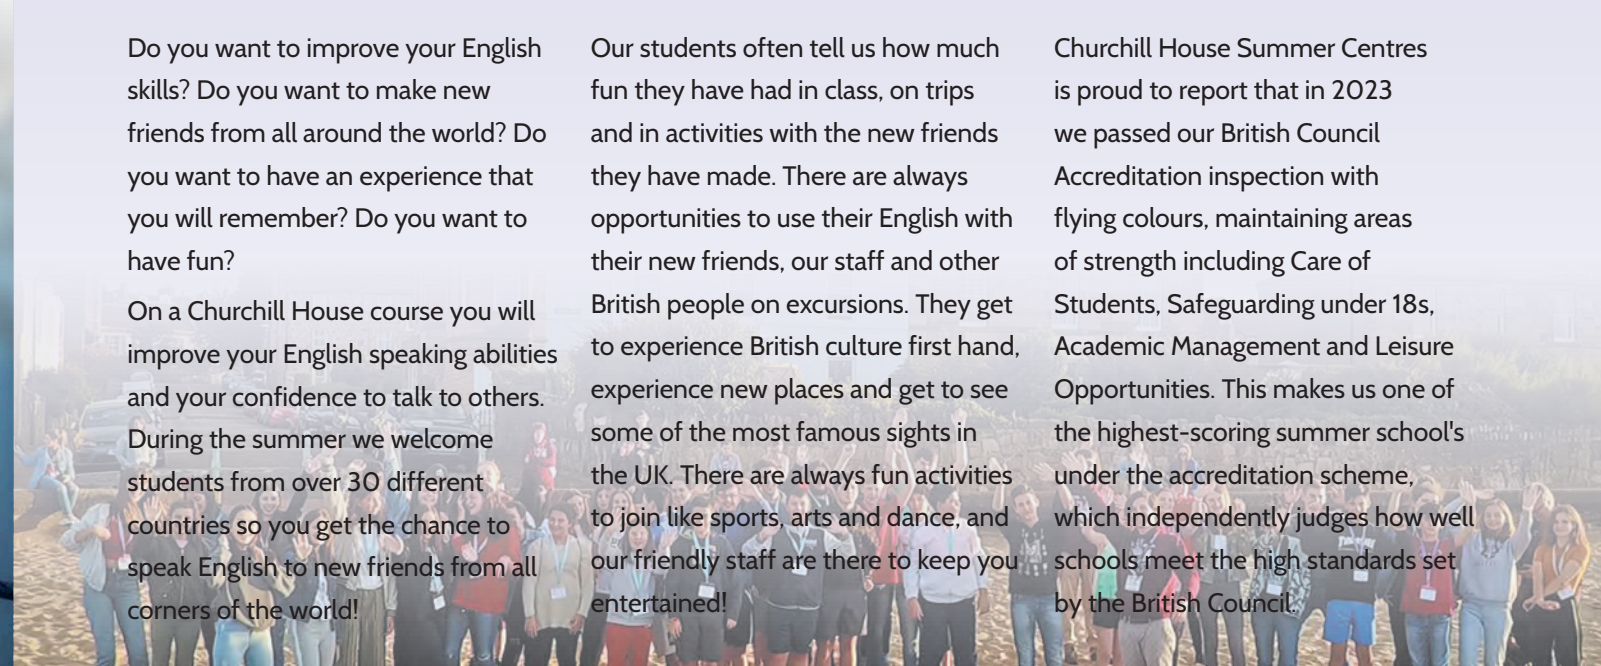 Do you want to improve your English
skills? Do you want to make new
friends from all around the world? Do
you want to have an experience that
you will remember? Do you want to
have fun?
On a Churchill House course you will
improve your English speaking abilities
and your confidence to talk to others.
During the summer we welcome
students from over 30 different
countries so you get the chance to
speak English to new friends from all
corners of the world!
Our students often tell us how much
fun they have had in class, on trips
and in activities with the new friends
they have made. There are always
opportunities to use their English with
their new friends, our staff and other
British people on excursions. They get
to experience British culture first hand,
experience new places and get to see
some of the most famous sights in
the UK. There are always fun activities
to join like sports, arts and dance, and
our friendly staff are there to keep you
entertained!
Churchill House Summer Centres
is proud to report that in 2023
we passed our British Council
Accreditation inspection with
flying colours, maintaining areas
of strength including Care of
Students, Safeguarding under 18s,
Academic Management and Leisure
Opportunities. This makes us one of
the highest-scoring summer school's
under the accreditation scheme,
which independently judges how well
schools meet the high standards set
by the British Council.